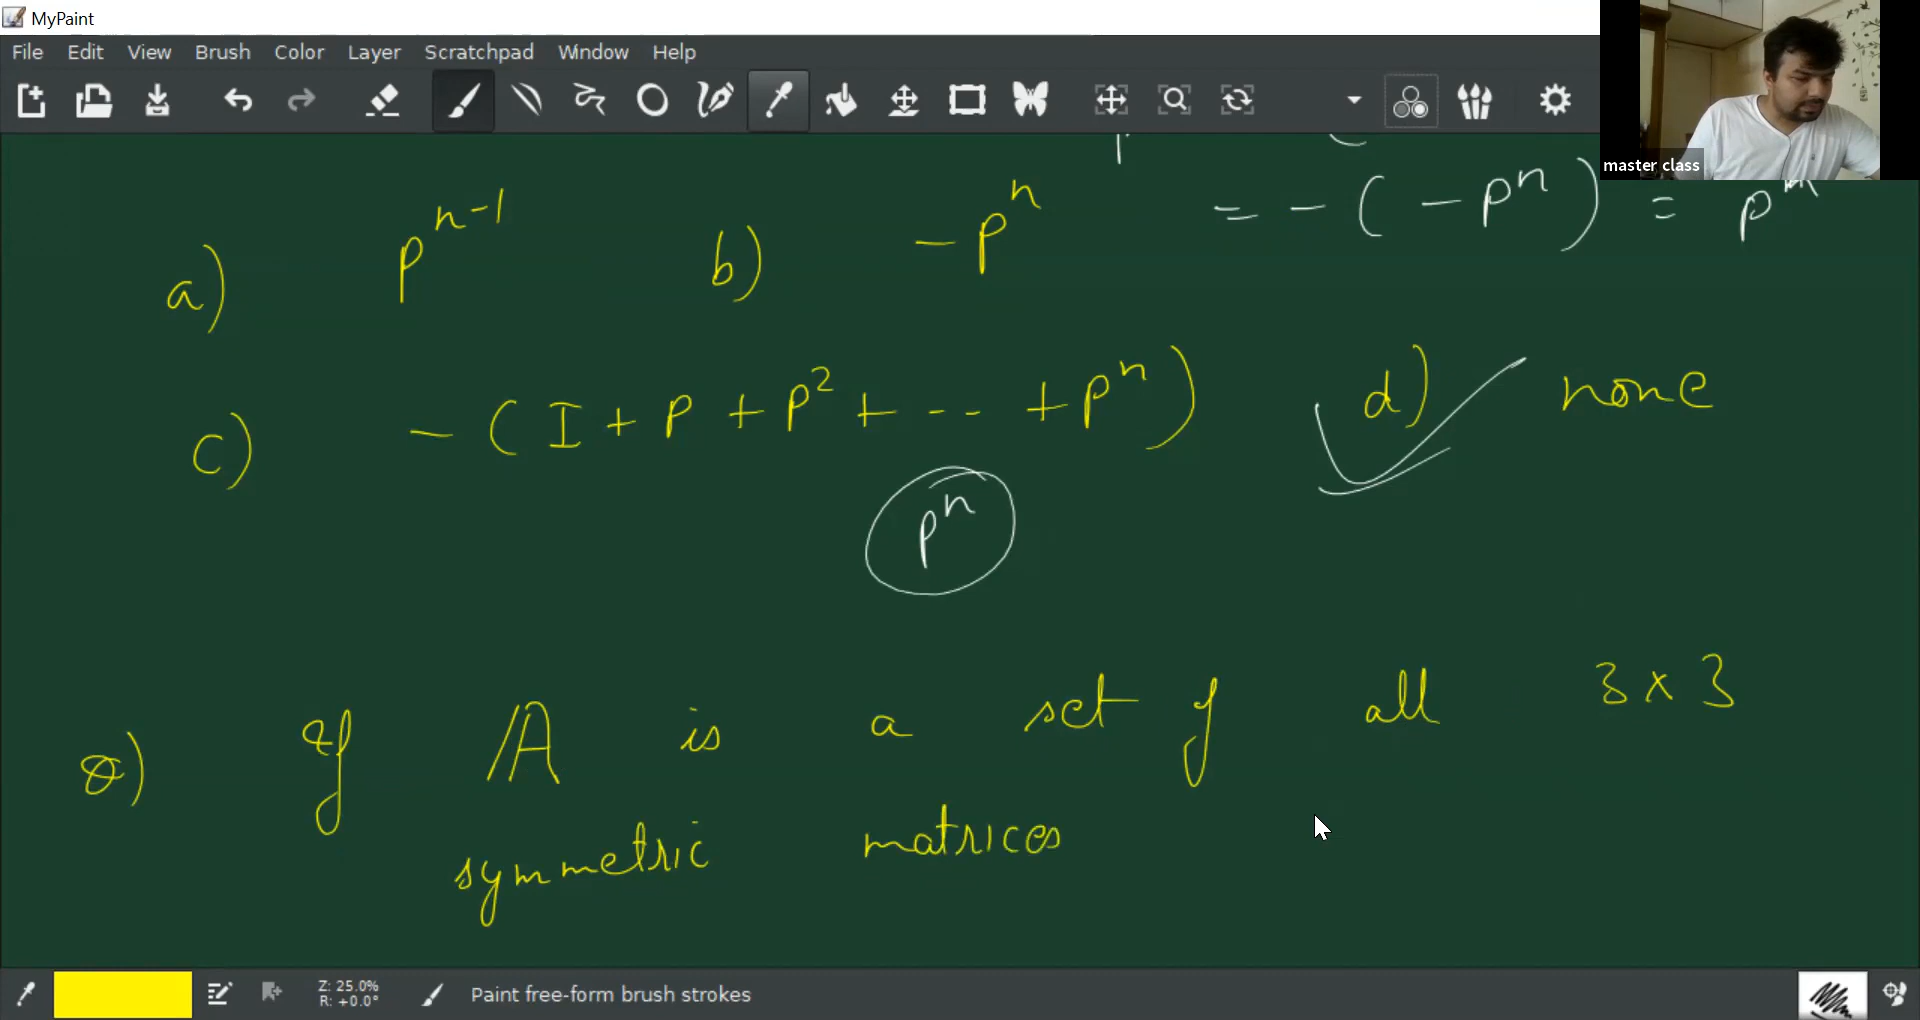 MyPaint
File Edit View Brush Color Layer Scratchpad Window Help
master class
a) p^{n-1} b) -p^n = -(-p^n) = p^n
c) -(I + p + p^2 + -- + p^n) d) none
p^n
Q) If A is a set of all 3 x 3
symmetric matrices
Z: 25.0%
R: +0.0°
Paint free-form brush strokes